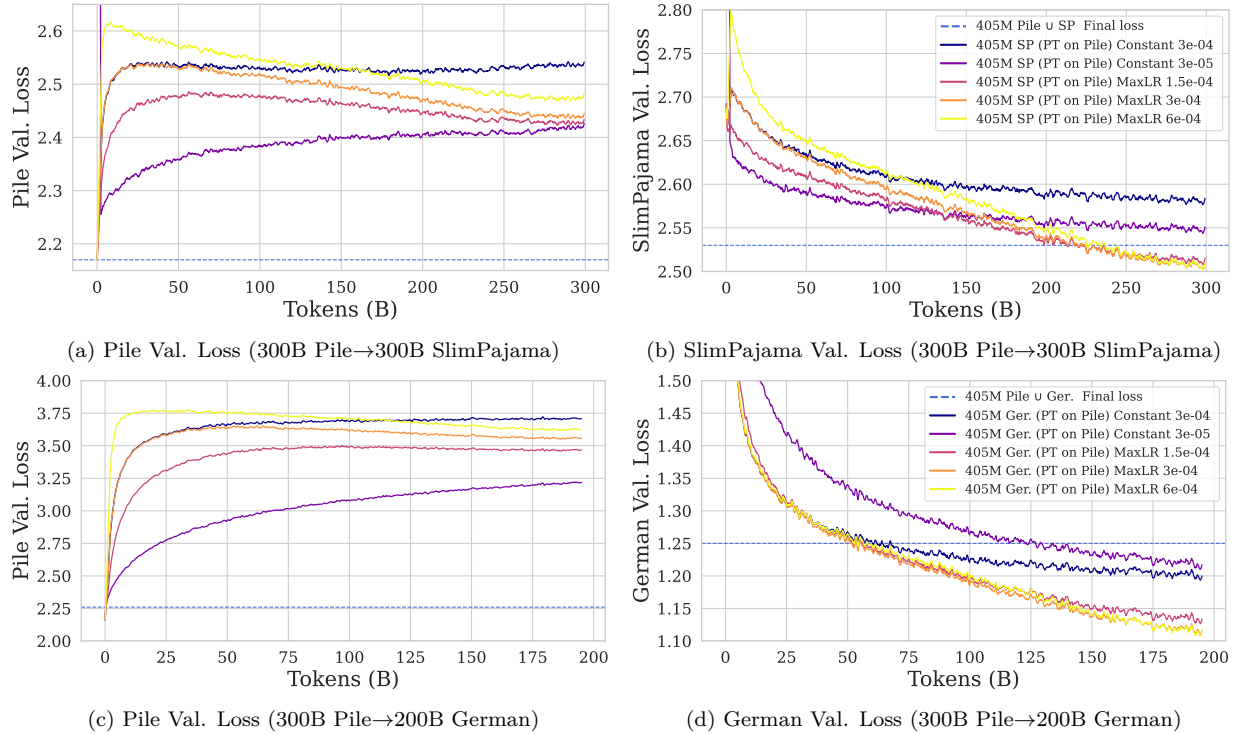 2.6
2.5
2.4
2.3
2.2
Pile Val. Loss
0 50 100 150 200 250 300
Tokens (B)
(a) Pile Val. Loss (300B Pile→300B SlimPajama)
2.80
2.75
2.70
2.65
2.60
2.55
2.50
SlimPajama Val. Loss
405M Pile ∪ SP Final loss
405M SP (PT on Pile) Constant 3e-04
405M SP (PT on Pile) Constant 3e-05
405M SP (PT on Pile) MaxLR 1.5e-04
405M SP (PT on Pile) MaxLR 3e-04
405M SP (PT on Pile) MaxLR 6e-04
0 50 100 150 200 250 300
Tokens (B)
(b) SlimPajama Val. Loss (300B Pile→300B SlimPajama)
4.00
3.75
3.50
3.25
3.00
2.75
2.50
2.25
2.00
Pile Val. Loss
0 25 50 75 100 125 150 175 200
Tokens (B)
(c) Pile Val. Loss (300B Pile→200B German)
1.50
1.45
1.40
1.35
1.30
1.25
1.20
1.15
1.10
German Val. Loss
405M Pile ∪ Ger. Final loss
405M Ger. (PT on Pile) Constant 3e-04
405M Ger. (PT on Pile) Constant 3e-05
405M Ger. (PT on Pile) MaxLR 1.5e-04
405M Ger. (PT on Pile) MaxLR 3e-04
405M Ger. (PT on Pile) MaxLR 6e-04
0 25 50 75 100 125 150 175 200
Tokens (B)
(d) German Val. Loss (300B Pile→200B German)